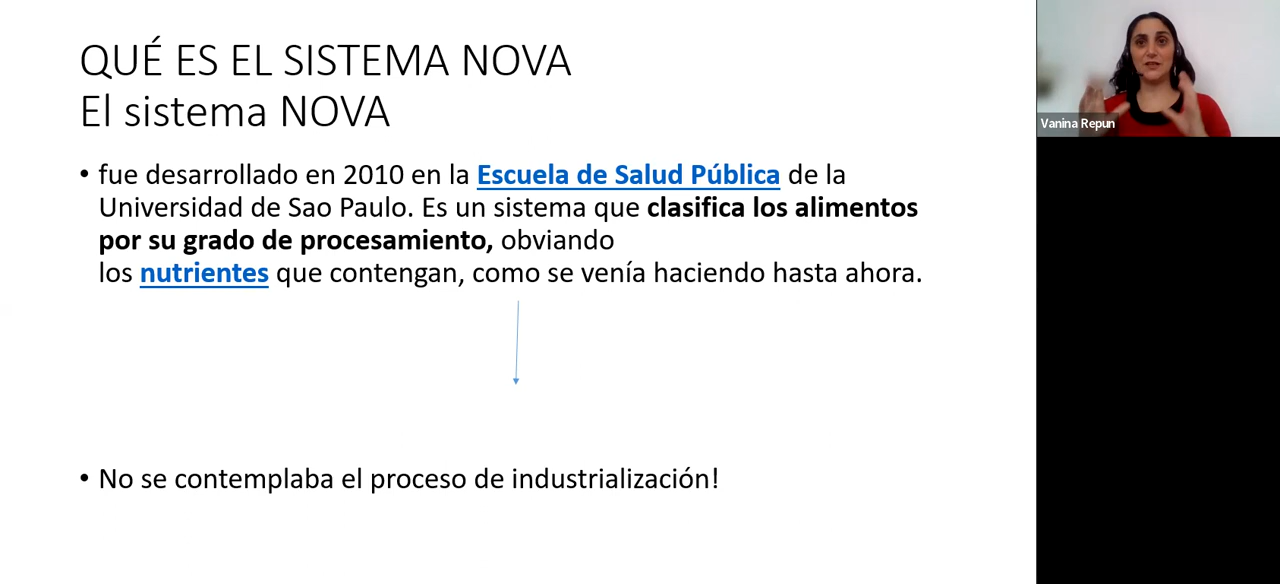 QUÉ ES EL SISTEMA NOVA
El sistema NOVA
• fue desarrollado en 2010 en la Escuela de Salud Pública de la
Universidad de Sao Paulo. Es un sistema que clasifica los alimentos
por su grado de procesamiento, obviando
los nutrientes que contengan, como se venía haciendo hasta ahora.
• No se contemplaba el proceso de industrialización!
Vanina Repun